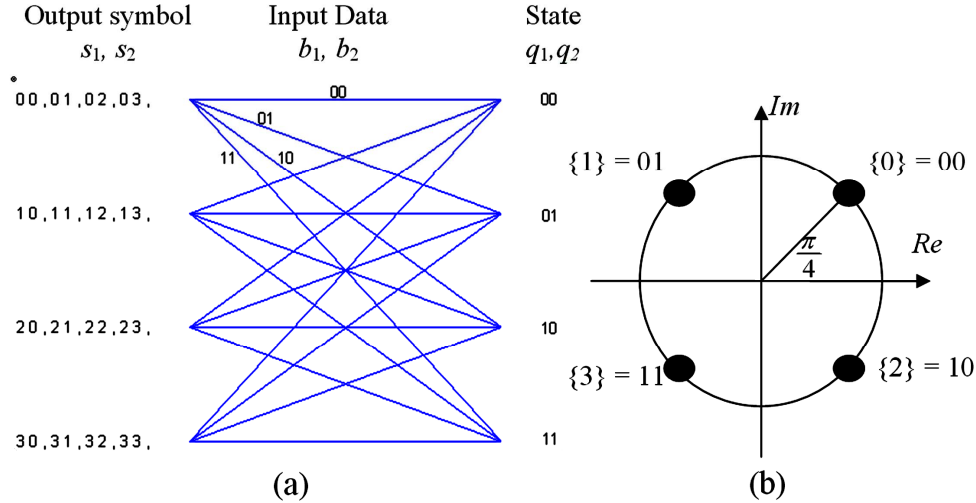 Output symbol Input Data State
s1, s2 b1, b2 q1,q2
00,01,02,03, 00 00
01
11 10
10,11,12,13, 01
20,21,22,23, 10
30,31,32,33, 11
(a)
Im
{1} = 01 {0} = 00
π/4 Re
{3} = 11 {2} = 10
(b)